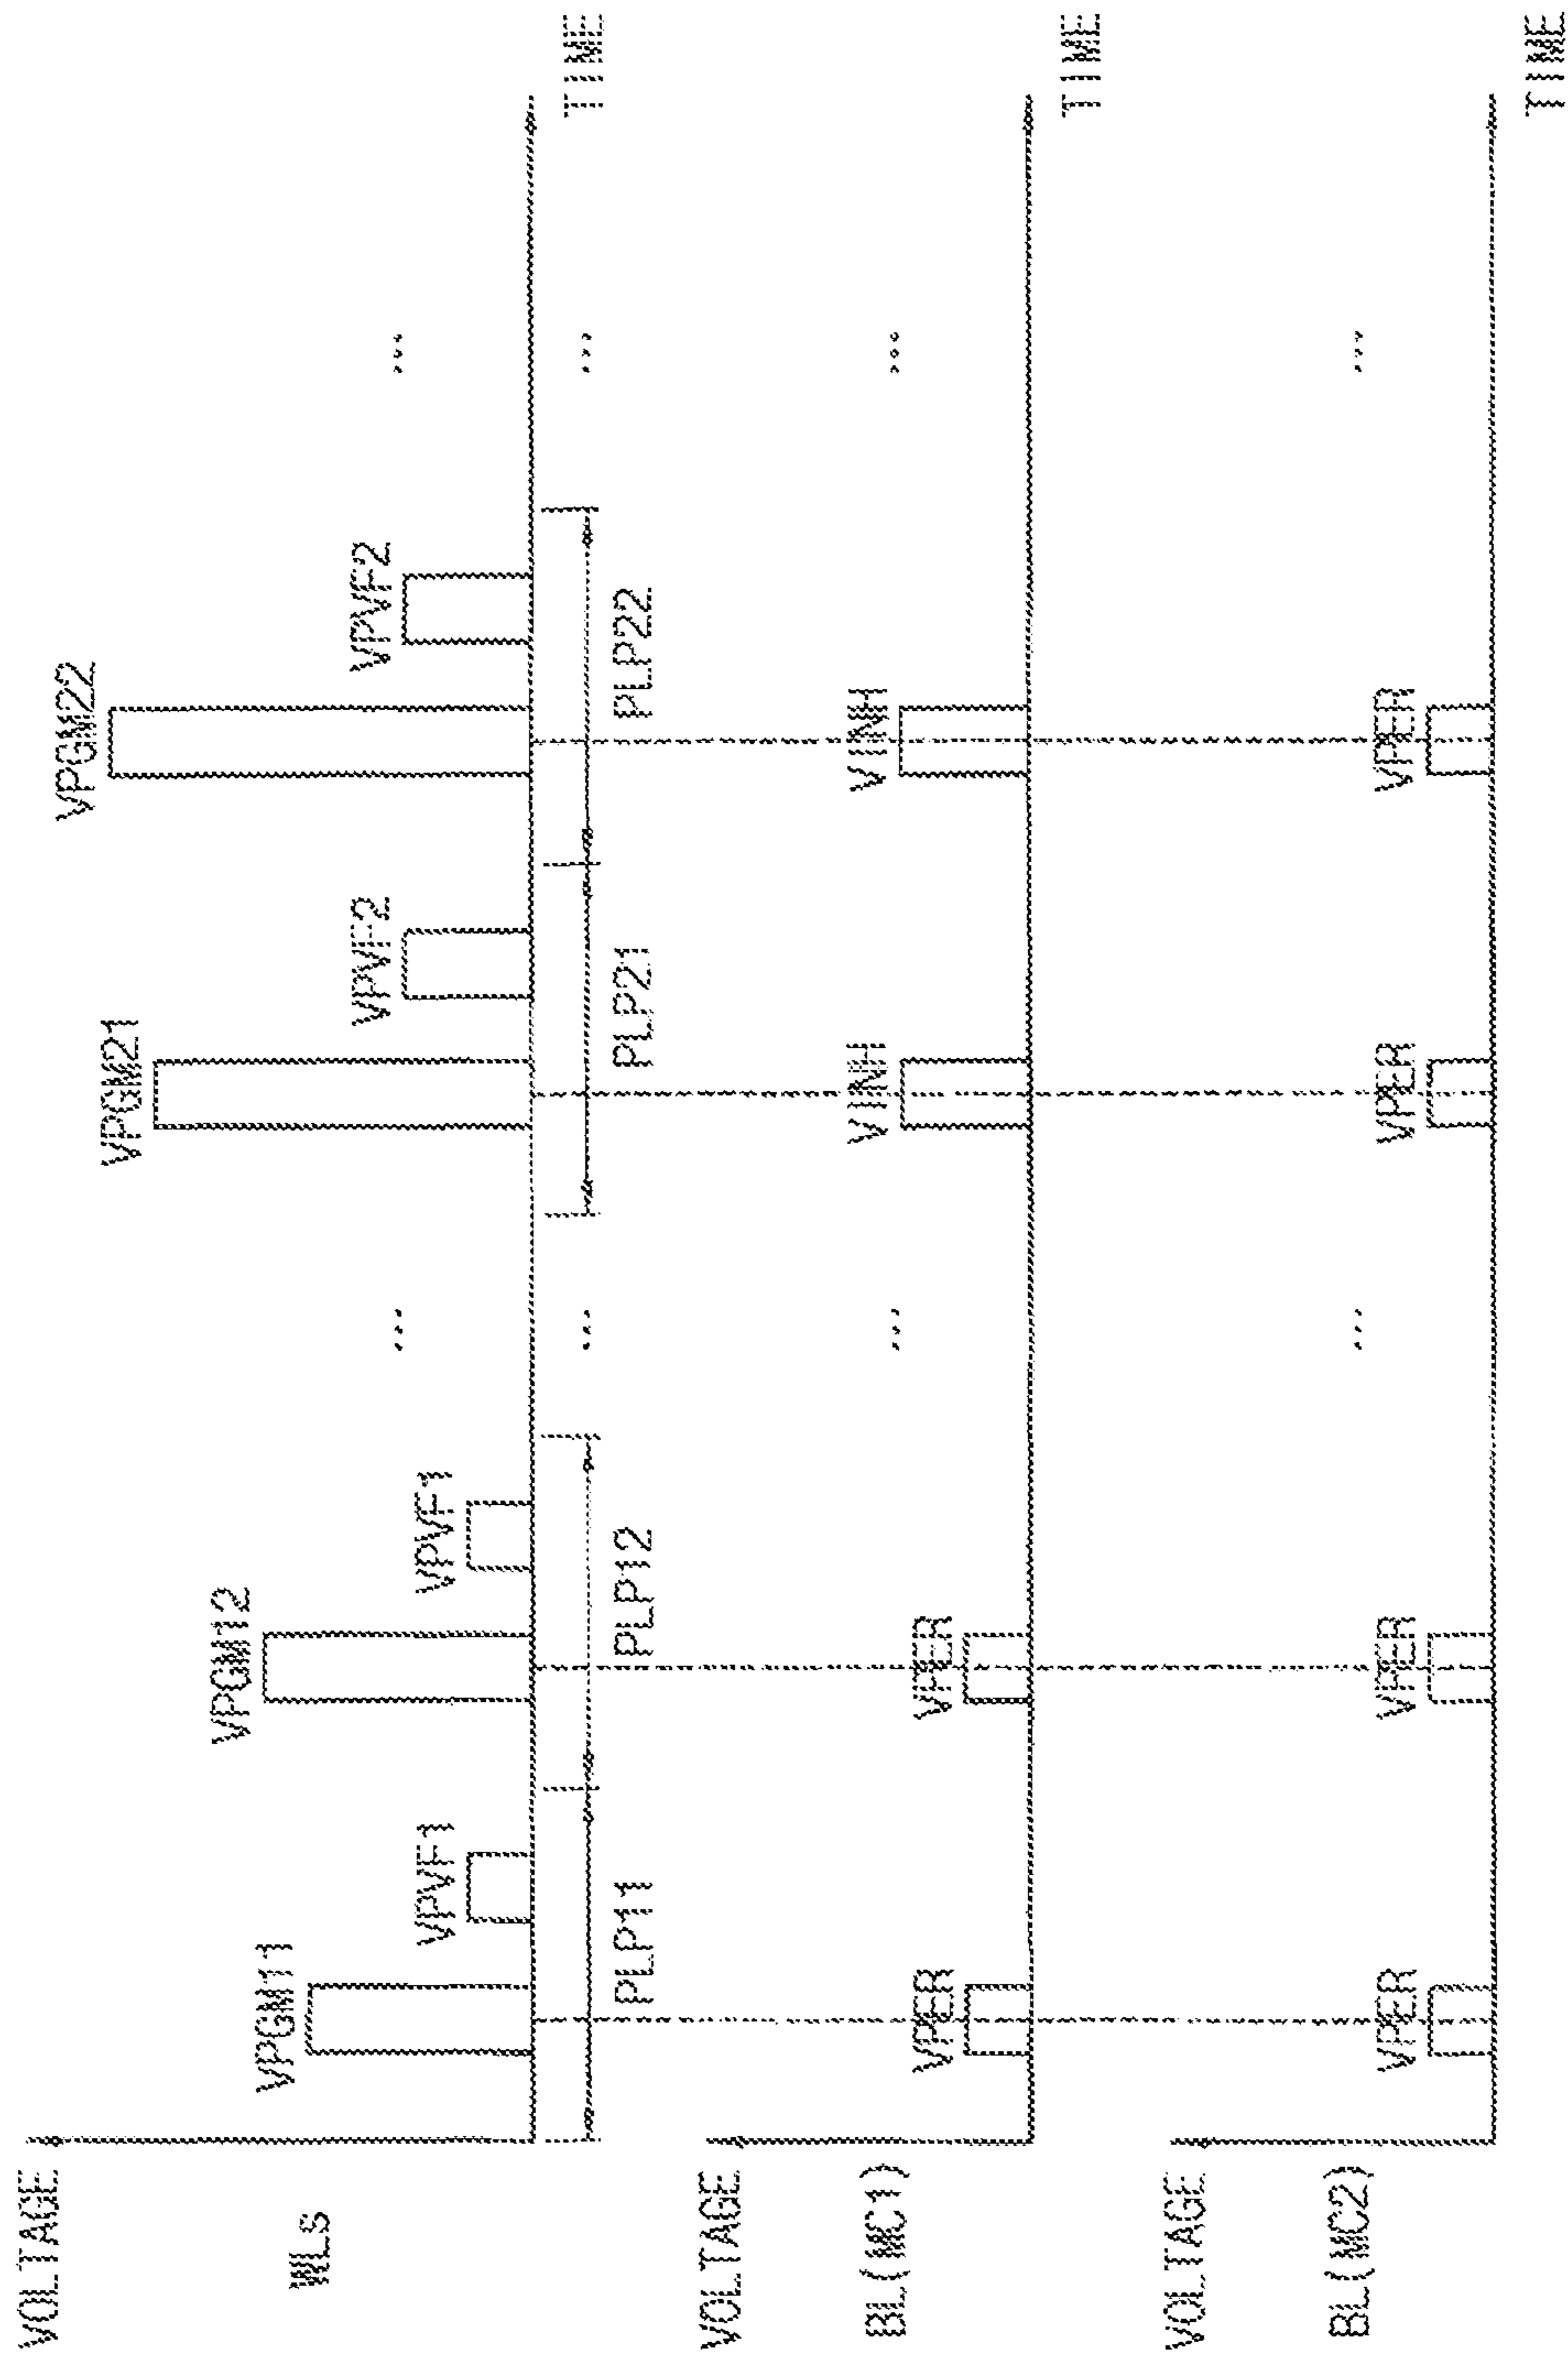 VOLTAGE
WLs
VPGM11
VPVF1
VPGM12
VPVF1
...
VPGM21
VPVF2
VPGM22
VPVF2
...
TIME
PLP11
PLP12
...
PLP21
PLP22
...
VOLTAGE
BL(MC1)
VPER
VPER
...
VINH
VINH
...
TIME
VOLTAGE
BL(MC2)
VPER
VPER
...
VPER
VPER
...
TIME